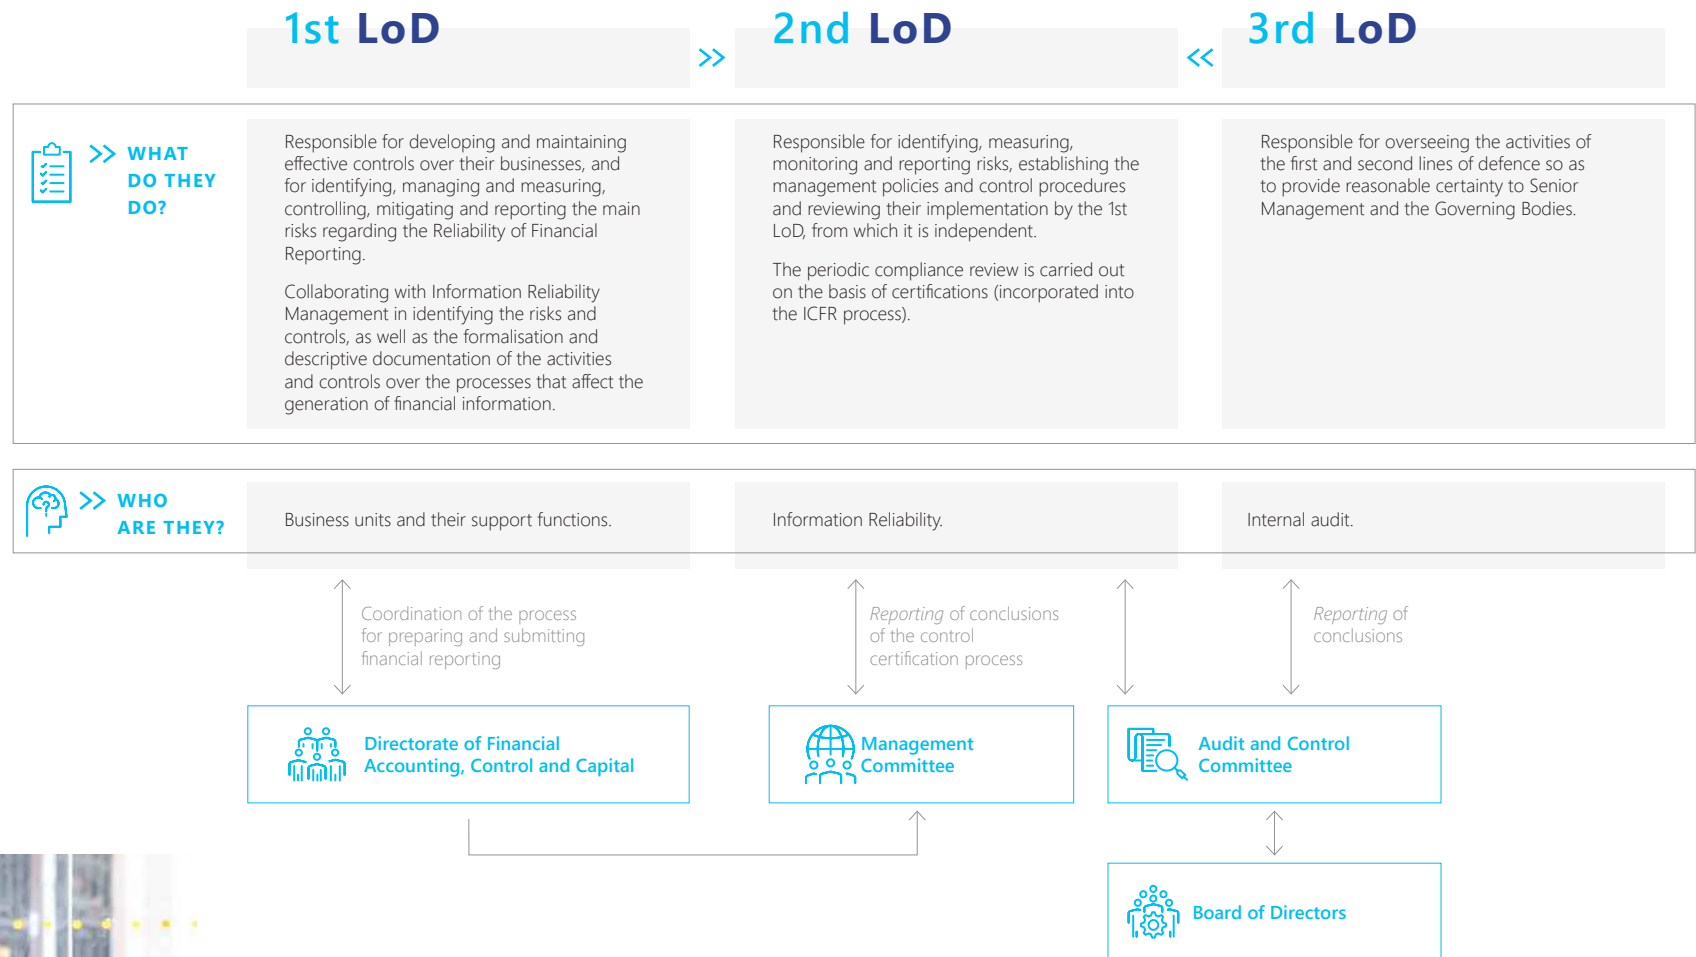 1st LoD
2nd LoD
3rd LoD
WHAT
DO THEY
DO?
Responsible for developing and maintaining
effective controls over their businesses, and
for identifying, managing and measuring,
controlling, mitigating and reporting the main
risks regarding the Reliability of Financial
Reporting.
Collaborating with Information Reliability
Management in identifying the risks and
controls, as well as the formalisation and
descriptive documentation of the activities
and controls over the processes that affect the
generation of financial information.
Responsible for identifying, measuring,
monitoring and reporting risks, establishing the
management policies and control procedures
and reviewing their implementation by the 1st
LoD, from which it is independent.
The periodic compliance review is carried out
on the basis of certifications (incorporated into
the ICFR process).
Responsible for overseeing the activities of
the first and second lines of defence so as
to provide reasonable certainty to Senior
Management and the Governing Bodies.
WHO
ARE THEY?
Business units and their support functions.
Information Reliability.
Internal audit.
Coordination of the process
for preparing and submitting
financial reporting
Reporting of conclusions
of the control
certification process
Reporting of
conclusions
Directorate of Financial
Accounting, Control and Capital
Management
Committee
Audit and Control
Committee
Board of Directors